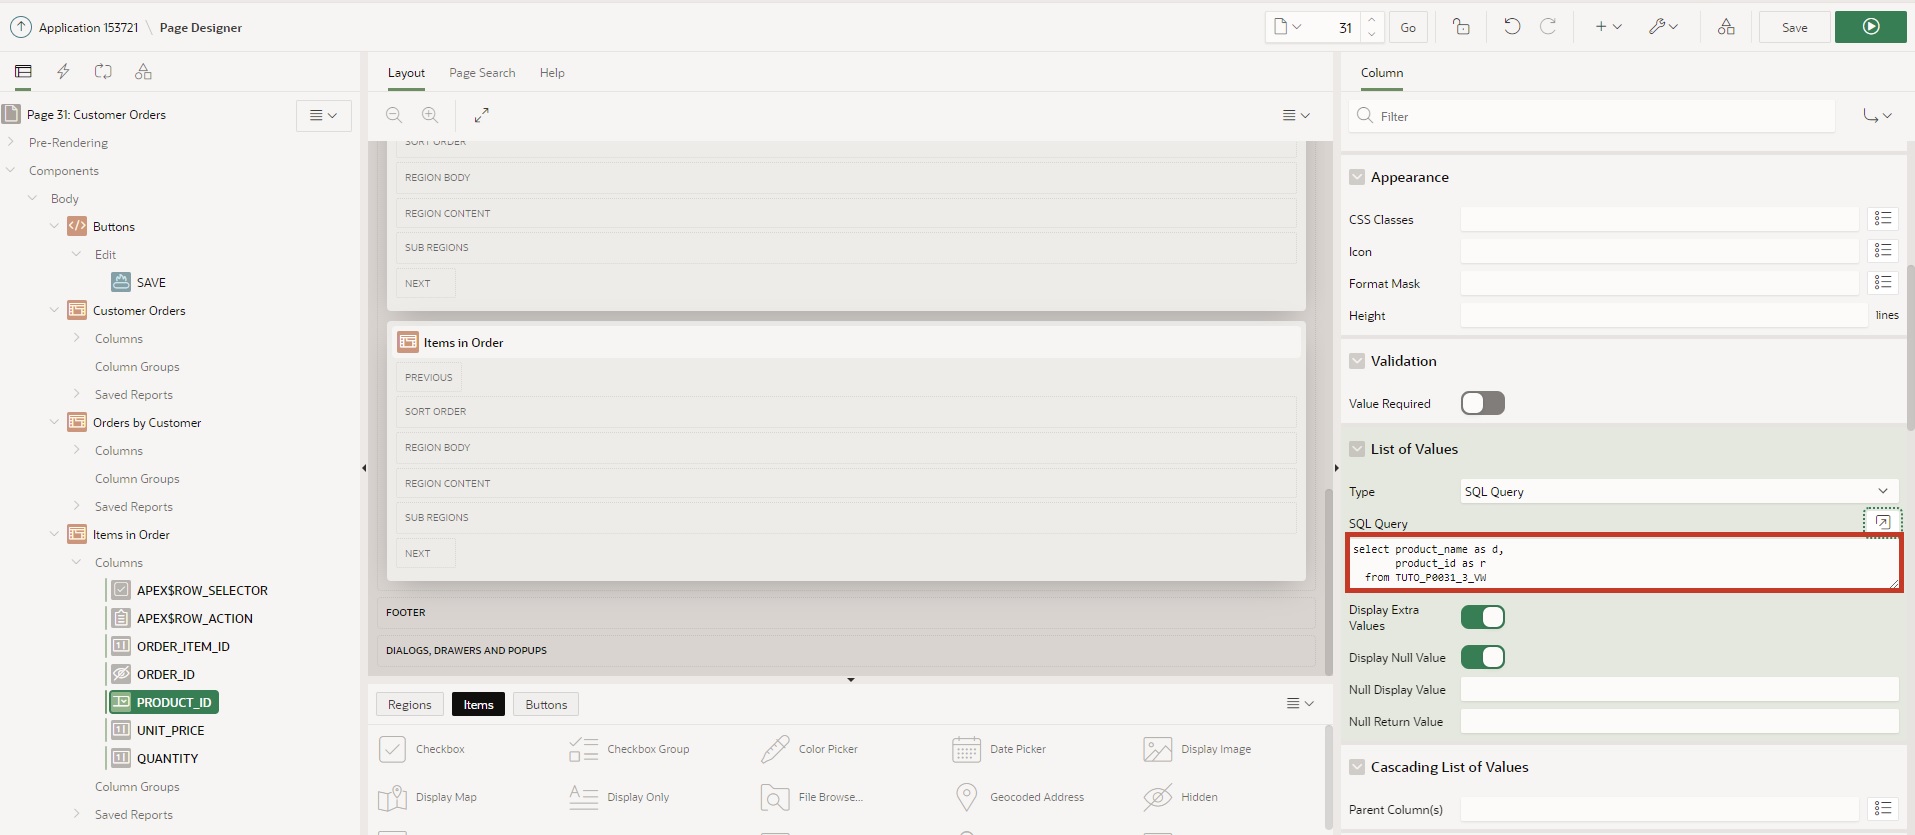 Application 153721 \ Page Designer
31
Go
Save
Page 31: Customer Orders
Pre-Rendering
Components
Body
Buttons
Edit
SAVE
Customer Orders
Columns
Column Groups
Saved Reports
Orders by Customer
Columns
Column Groups
Saved Reports
Items in Order
Columns
APEX$ROW_SELECTOR
APEX$ROW_ACTION
ORDER_ITEM_ID
ORDER_ID
PRODUCT_ID
UNIT_PRICE
QUANTITY
Column Groups
Saved Reports
Layout Page Search Help
SORT ORDER
REGION BODY
REGION CONTENT
SUB REGIONS
NEXT
Items in Order
PREVIOUS
SORT ORDER
REGION BODY
REGION CONTENT
SUB REGIONS
NEXT
FOOTER
DIALOGS, DRAWERS AND POPUPS
Regions Items Buttons
Checkbox Checkbox Group Color Picker Date Picker Display Image
Display Map Display Only File Browse... Geocoded Address Hidden
Column
Filter
Appearance
CSS Classes
Icon
Format Mask
Height lines
Validation
Value Required
List of Values
Type SQL Query
SQL Query
select product_name as d,
product_id as r
from TUTO_P0031_3_VW
Display Extra
Values
Display Null Value
Null Display Value
Null Return Value
Cascading List of Values
Parent Column(s)